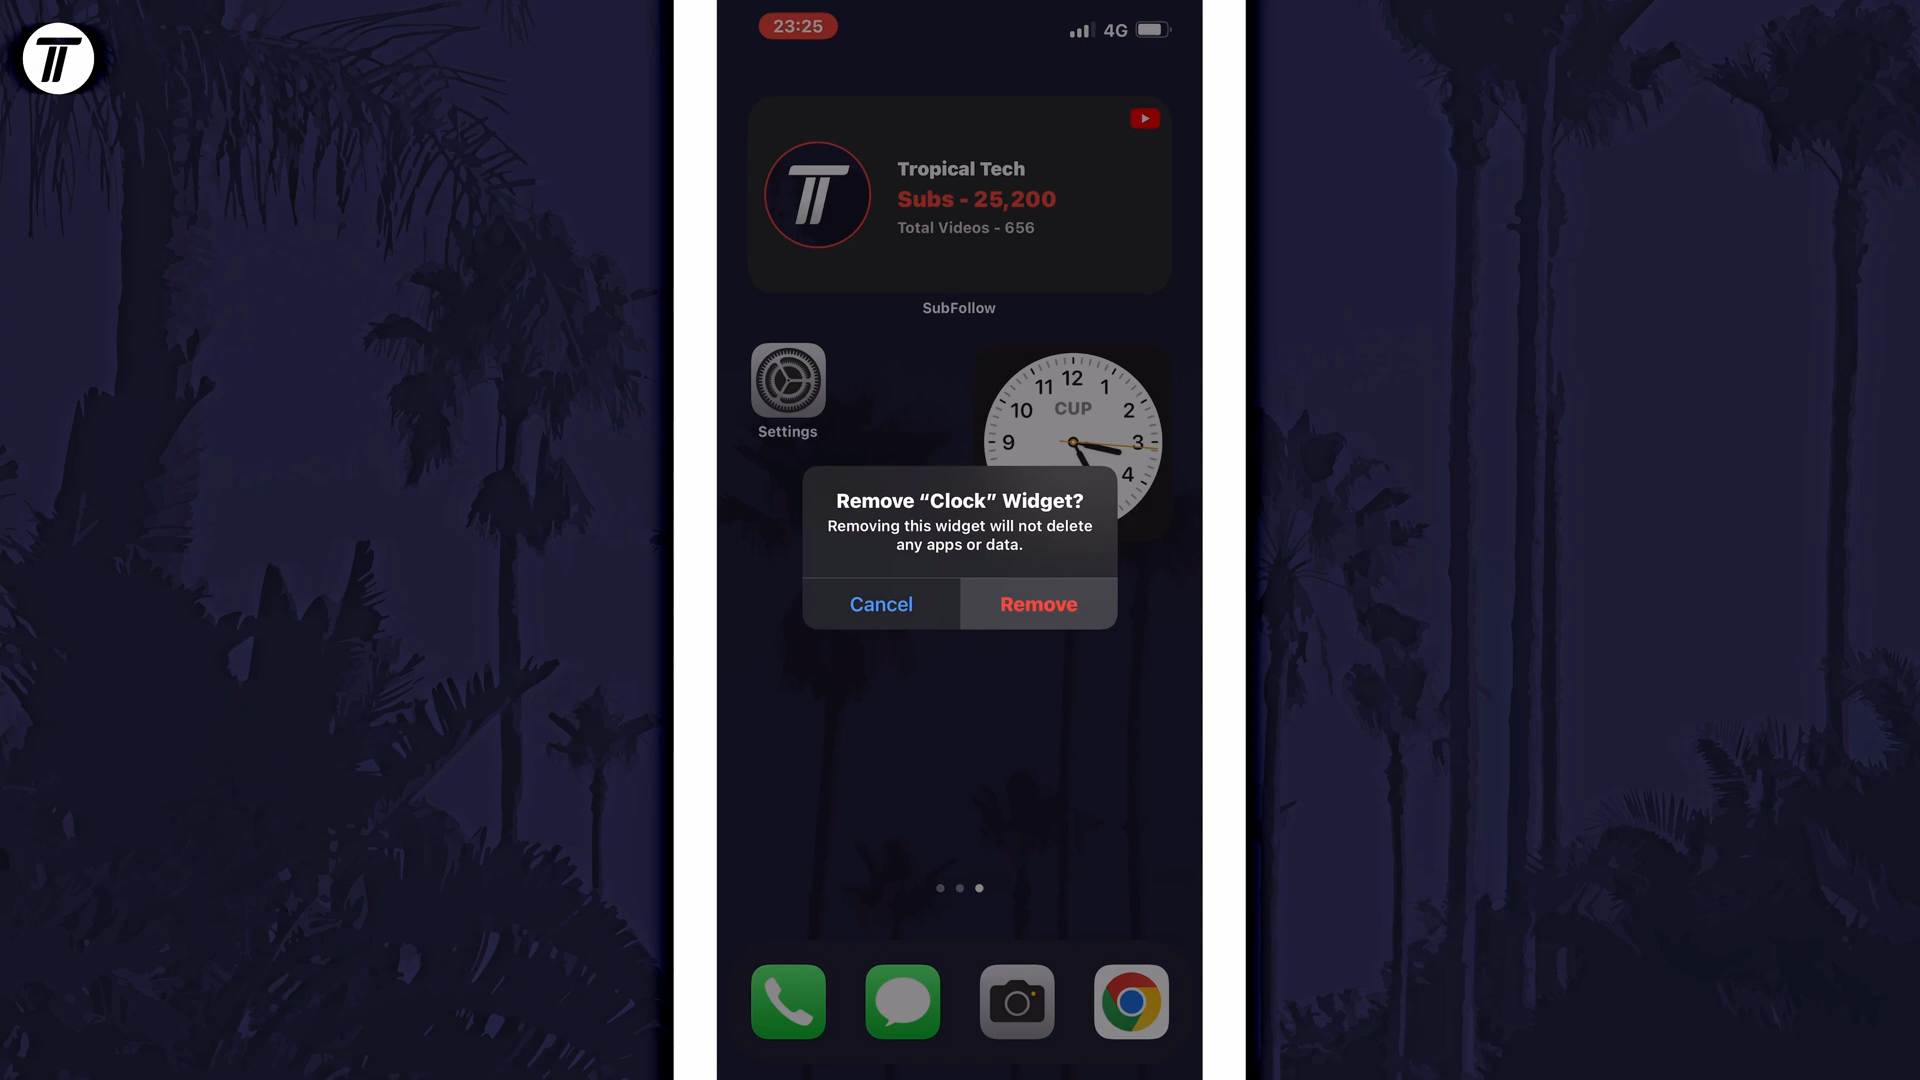 23:25
4G
Tropical Tech
Subs - 25,200
Total Videos - 656
SubFollow
Settings
12
11
1
10
CUP
2
9
3
4
Remove “Clock” Widget?
Removing this widget will not delete
any apps or data.
Cancel
Remove